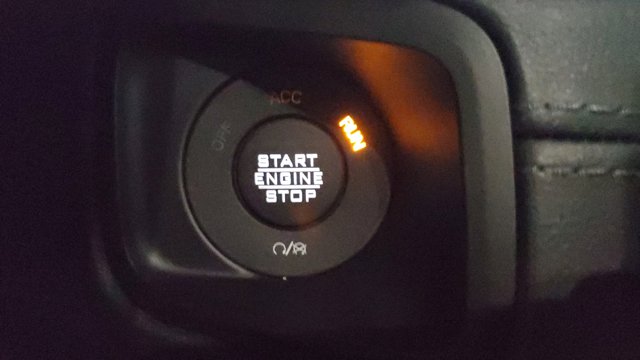 ACC
OFF
RUN
START
ENGINE
STOP